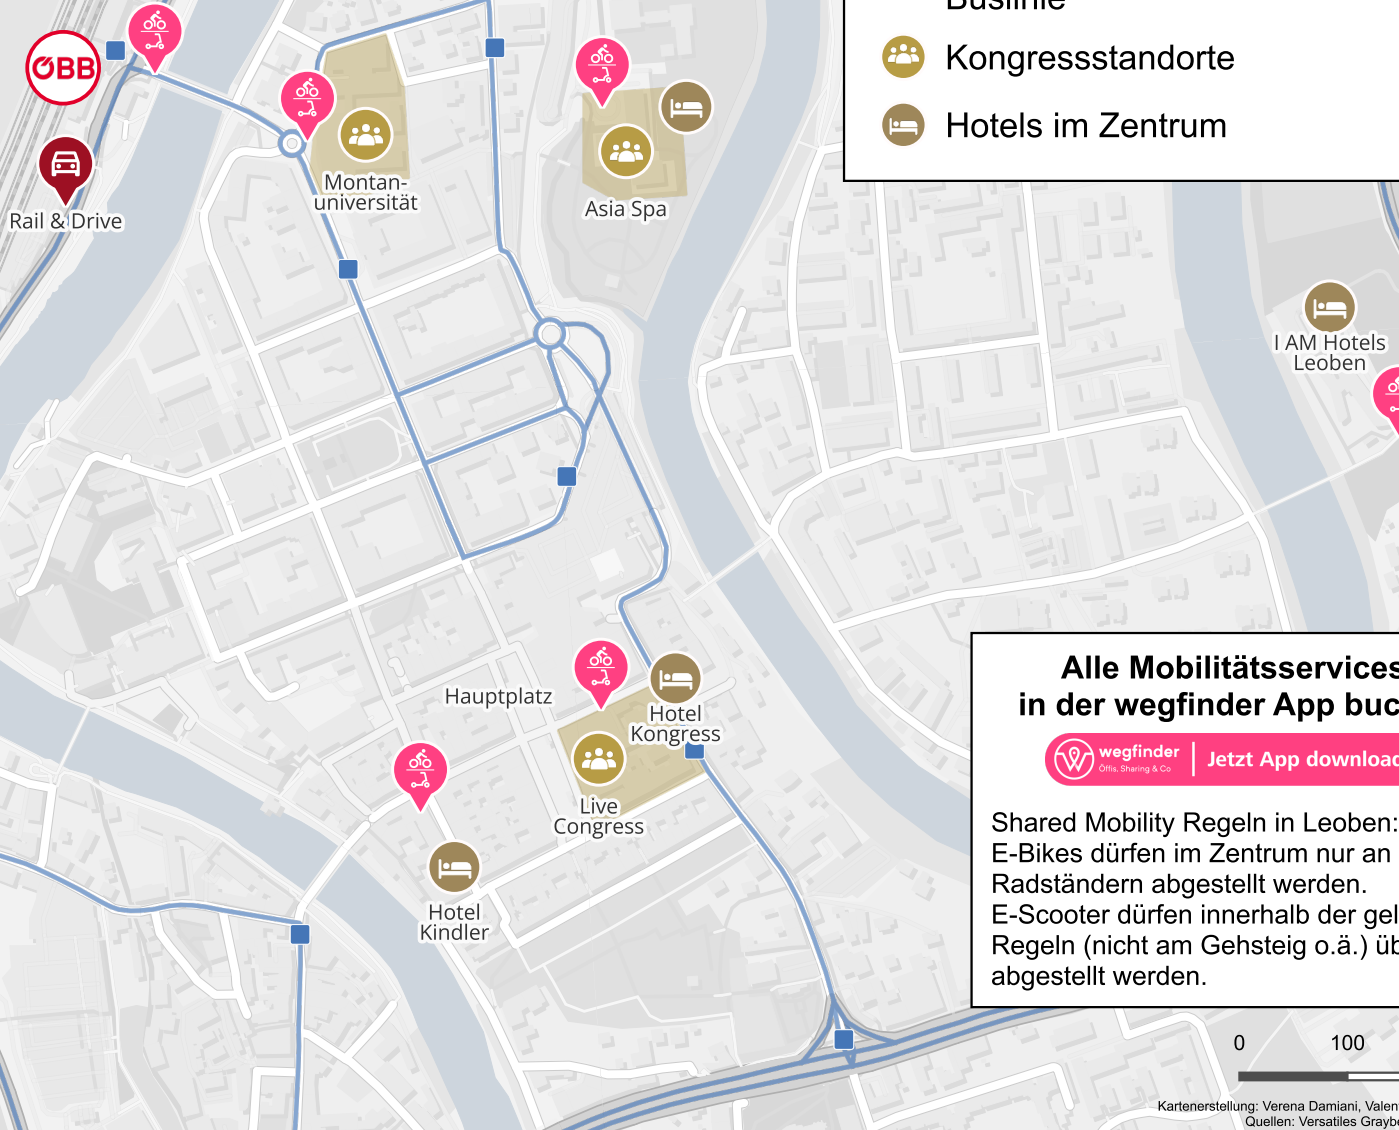 Buslinie
Kongressstandorte
Hotels im Zentrum
ÖBB
Rail & Drive
Montan-
universität
Asia Spa
I AM Hotels
Leoben
Hauptplatz
Hotel
Kongress
Live
Congress
Hotel
Kindler
Alle Mobilitätsservices
in der wegfinder App buc
wegfinder
Öffis, Sharing & Co
Jetzt App download
Shared Mobility Regeln in Leoben:
E-Bikes dürfen im Zentrum nur an
Radständern abgestellt werden.
E-Scooter dürfen innerhalb der gel
Regeln (nicht am Gehsteig o.ä.) üb
abgestellt werden.
0 100
Kartenerstellung: Verena Damiani, Valen
Quellen: Versatiles Graybe